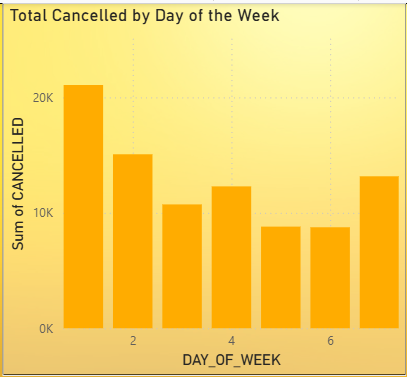 Total Cancelled by Day of the Week
20K
10K
0K
Sum of CANCELLED
2 4 6
DAY_OF_WEEK